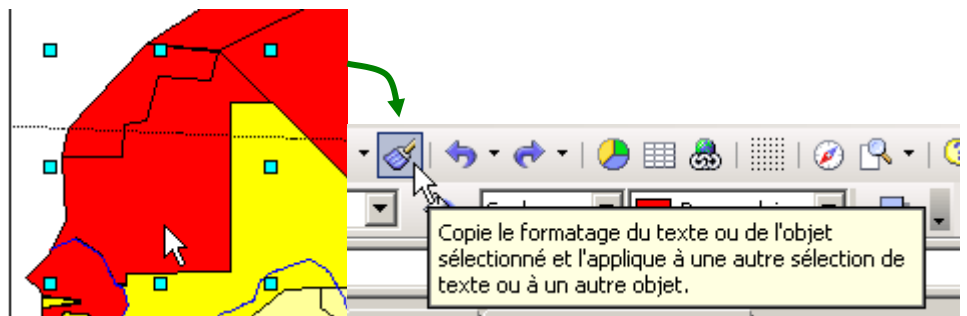 Copie le formatage du texte ou de l'objet
sélectionné et l'applique à une autre sélection de
texte ou à un autre objet.